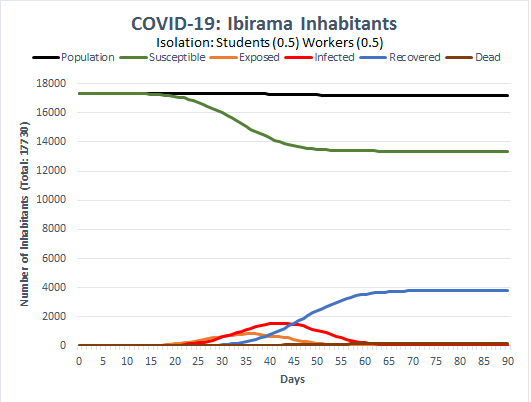 COVID-19: Ibirama Inhabitants
Isolation: Students (0.5) Workers (0.5)
Population Susceptible Exposed Infected Recovered Dead
Number of Inhabitants (Total: 17730)
18000
16000
14000
12000
10000
8000
6000
4000
2000
0
0 5 10 15 20 25 30 35 40 45 50 55 60 65 70 75 80 85 90
Days